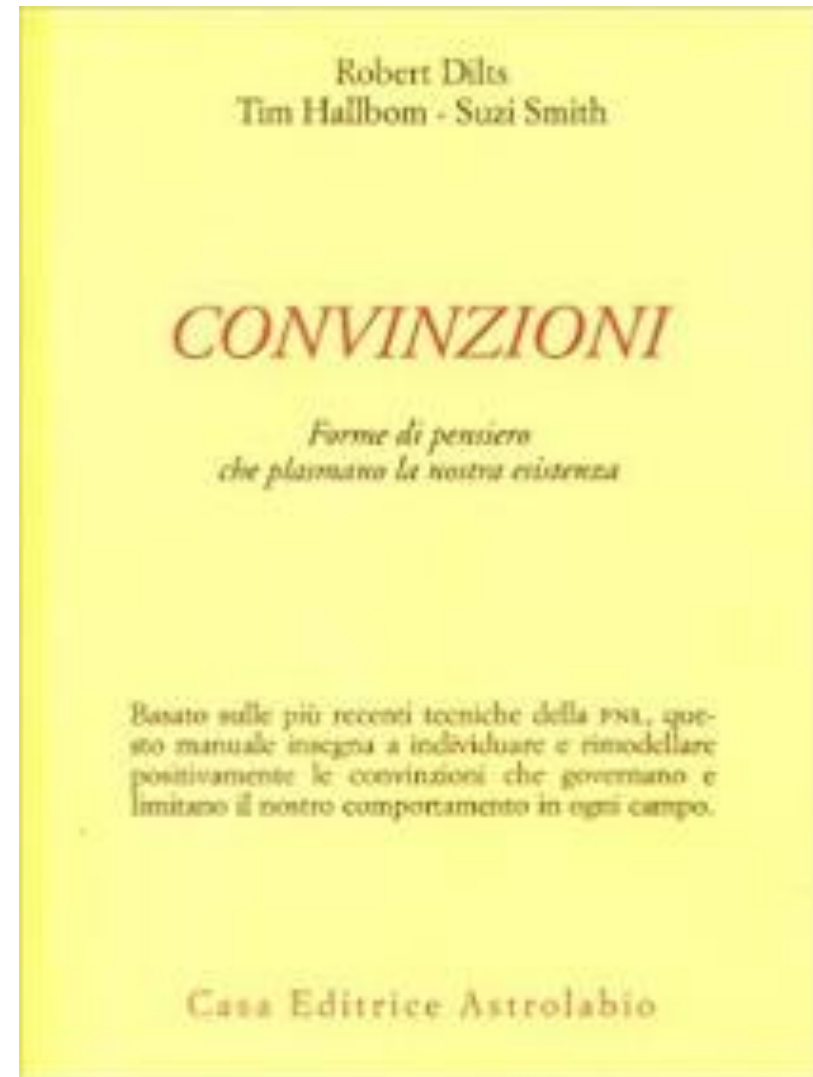 Robert Dilts
Tim Hallbom - Suzi Smith
CONVINZIONI
Forme di pensiero
che plasmano la nostra esistenza
Basato sulle più recenti tecniche della PNL, que-
sto manuale insegna a individuare e rimodellare
positivamente le convinzioni che governano e
limitano il nostro comportamento in ogni campo.
Casa Editrice Astrolabio